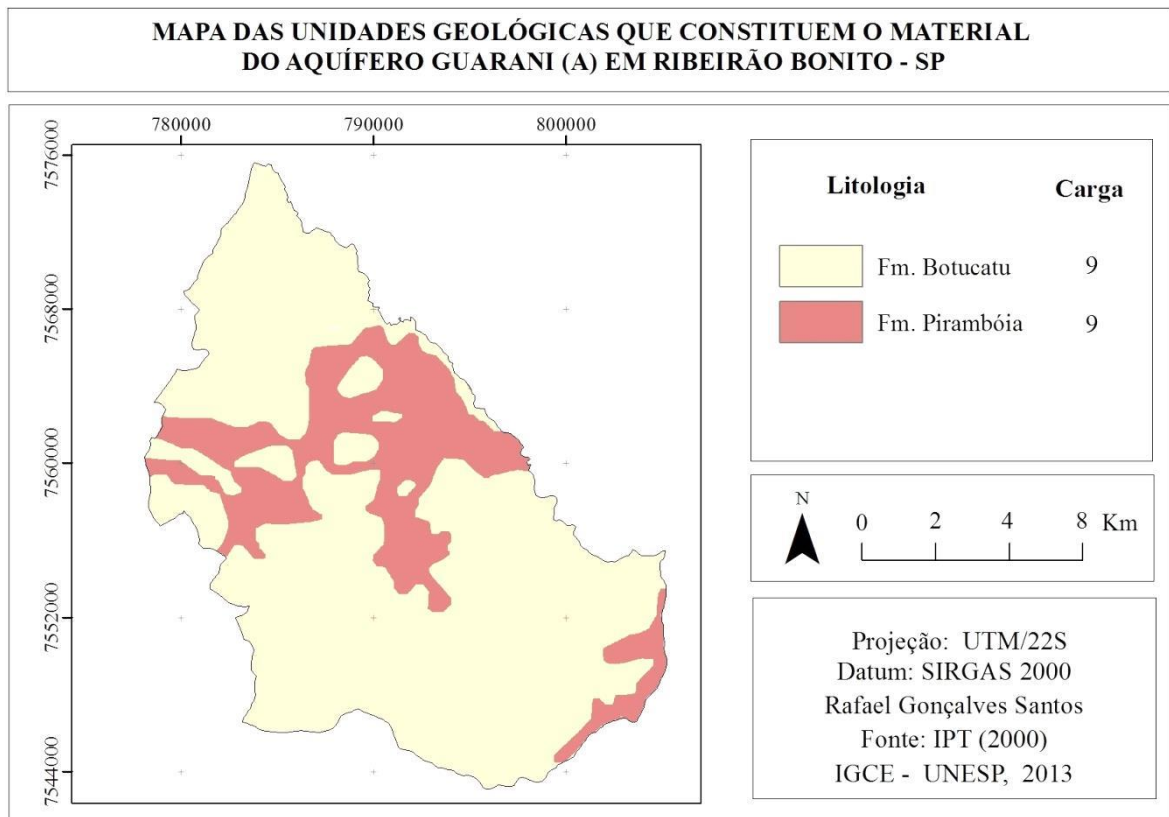 MAPA DAS UNIDADES GEOLÓGICAS QUE CONSTITUEM O MATERIAL
DO AQUÍFERO GUARANI (A) EM RIBEIRÃO BONITO - SP
780000 790000 800000
7576000
7568000
7560000
7552000
7544000
Litologia Carga
Fm. Botucatu 9
Fm. Pirambóia 9
N
0 2 4 8 Km
Projeção: UTM/22S
Datum: SIRGAS 2000
Rafael Gonçalves Santos
Fonte: IPT (2000)
IGCE - UNESP, 2013